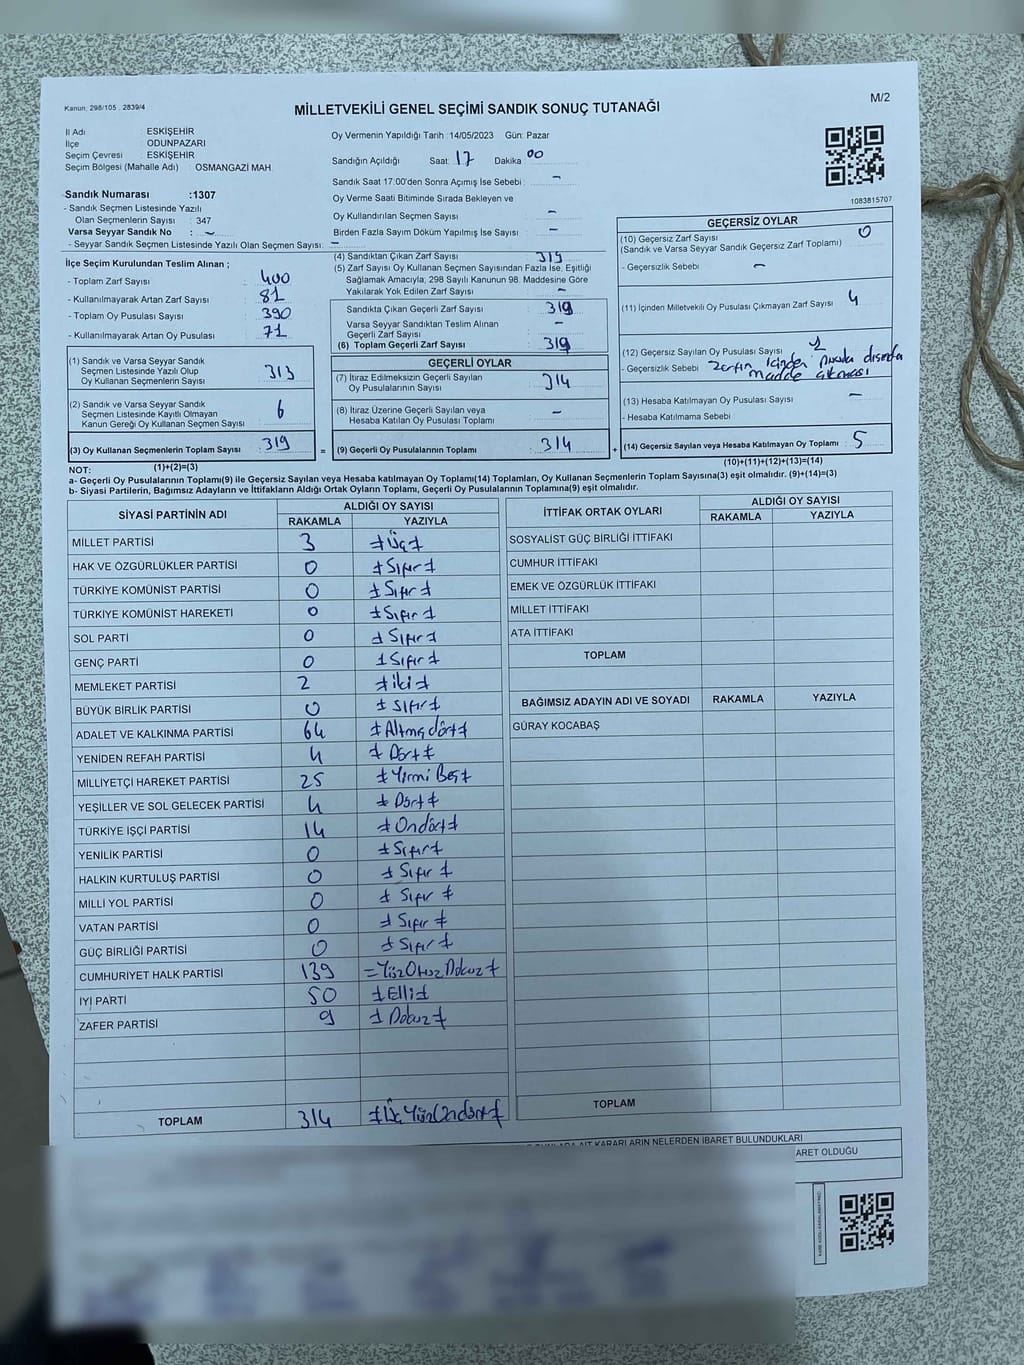 Kanun: 298/105 , 2839/4
MİLLETVEKİLİ GENEL SEÇİMİ SANDIK SONUÇ TUTANAĞI
M/2
İl Adı : ESKİŞEHİR
İlçe : ODUNPAZARI
Seçim Çevresi : ESKİŞEHİR
Seçim Bölgesi (Mahalle Adı) : OSMANGAZİ MAH.
Sandık Numarası :1307
- Sandık Seçmen Listesinde Yazılı
Olan Seçmenlerin Sayısı : 347
Varsa Seyyar Sandık No : -
- Seyyar Sandık Seçmen Listesinde Yazılı Olan Seçmen Sayısı: -
Oy Vermenin Yapıldığı Tarih : 14/05/2023 Gün: Pazar
Sandığın Açıldığı Saat: 17 Dakika 00
Sandık Saat 17:00'den Sonra Açımış İse Sebebi : -
Oy Verme Saati Bitiminde Sırada Bekleyen ve
Oy Kullandırılan Seçmen Sayısı -
Birden Fazla Sayım Döküm Yapılmış İse Sayısı : -
1083815707
İlçe Seçim Kurulundan Teslim Alınan ;
- Toplam Zarf Sayısı : 400
- Kullanılmayarak Artan Zarf Sayısı : 81
- Toplam Oy Pusulası Sayısı : 390
- Kullanılmayarak Artan Oy Pusulası : 71
(1) Sandık ve Varsa Seyyar Sandık
Seçmen Listesinde Yazılı Olup
Oy Kullanan Seçmenlerin Sayısı : 313
(2) Sandık ve Varsa Seyyar Sandık
Seçmen Listesinde Kayıtlı Olmayan
Kanun Gereği Oy Kullanan Seçmen Sayısı : 6
(3) Oy Kullanan Seçmenlerin Toplam Sayısı : 319
(4) Sandıktan Çıkan Zarf Sayısı : 319
(5) Zarf Sayısı Oy Kullanan Seçmen Sayısından Fazla İse, Eşitliği
Sağlamak Amacıyla, 298 Sayılı Kanunun 98. Maddesine Göre
Yakılarak Yok Edilen Zarf Sayısı : -
Sandıkta Çıkan Geçerli Zarf Sayısı : 319
Varsa Seyyar Sandıktan Teslim Alınan
Geçerli Zarf Sayısı : -
(6) Toplam Geçerli Zarf Sayısı : 319
GEÇERLİ OYLAR
(7) İtiraz Edilmeksizin Geçerli Sayılan
Oy Pusulalarının Sayısı : 314
(8) İtiraz Üzerine Geçerli Sayılan veya
Hesaba Katılan Oy Pusulası Toplamı : -
= (9) Geçerli Oy Pusulalarının Toplamı : 314
GEÇERSİZ OYLAR
(10) Geçersiz Zarf Sayısı : 0
(Sandık ve Varsa Seyyar Sandık Geçersiz Zarf Toplamı)
- Geçersizlik Sebebi : -
(11) İçinden Milletvekili Oy Pusulası Çıkmayan Zarf Sayısı : 4
(12) Geçersiz Sayılan Oy Pusulası Sayısı : 1
- Geçersizlik Sebebi zarfın içinden pusula dışında
madde çıkması
(13) Hesaba Katılmayan Oy Pusulası Sayısı : -
- Hesaba Katılmama Sebebi
+ (14) Geçersiz Sayılan veya Hesaba Katılmayan Oy Toplamı : 5
NOT: (1)+(2)=(3) (10)+(11)+(12)+(13)=(14)
a- Geçerli Oy Pusulalarının Toplamı(9) ile Geçersiz Sayılan veya Hesaba katılmayan Oy Toplamı(14) Toplamları, Oy Kullanan Seçmenlerin Toplam Sayısına(3) eşit olmalıdır. (9)+(14)=(3)
b- Siyasi Partilerin, Bağımsız Adayların ve İttifakların Aldığı Ortak Oyların Toplamı, Geçerli Oy Pusulalarının Toplamına(9) eşit olmalıdır.
SİYASİ PARTİNİN ADI ALDIĞI OY SAYISI
RAKAMLA YAZIYLA
MİLLET PARTİSİ 3 Üç
HAK VE ÖZGÜRLÜKLER PARTİSİ 0 Sıfır
TÜRKİYE KOMÜNİST PARTİSİ 0 Sıfır
TÜRKİYE KOMÜNİST HAREKETİ 0 Sıfır
SOL PARTİ 0 Sıfır
GENÇ PARTİ 0 Sıfır
MEMLEKET PARTİSİ 2 iki
BÜYÜK BİRLİK PARTİSİ 0 Sıfır
ADALET VE KALKINMA PARTİSİ 64 Altmış dört
YENİDEN REFAH PARTİSİ 4 Dört
MİLLİYETÇİ HAREKET PARTİSİ 25 Yirmi Beş
YEŞİLLER VE SOL GELECEK PARTİSİ 4 Dört
TÜRKİYE İŞÇİ PARTİSİ 14 Ondört
YENİLİK PARTİSİ 0 Sıfır
HALKIN KURTULUŞ PARTİSİ 0 Sıfır
MİLLİ YOL PARTİSİ 0 Sıfır
VATAN PARTİSİ 0 Sıfır
GÜÇ BİRLİĞİ PARTİSİ 0 Sıfır
CUMHURİYET HALK PARTİSİ 139 Yüz Otuz Dokuz
İYİ PARTİ 50 Elli
ZAFER PARTİSİ 9 Dokuz
TOPLAM 314 Üç Yüz Ondört
İTTİFAK ORTAK OYLARI ALDIĞI OY SAYISI
RAKAMLA YAZIYLA
SOSYALİST GÜÇ BİRLİĞİ İTTİFAKI
CUMHUR İTTİFAKI
EMEK VE ÖZGÜRLÜK İTTİFAKI
MİLLET İTTİFAKI
ATA İTTİFAKI
TOPLAM
BAĞIMSIZ ADAYIN ADI VE SOYADI RAKAMLA YAZIYLA
GÜRAY KOCABAŞ
TOPLAM
AİT KARARLARIN NELERDEN İBARET BULUNDUKLARI
OLDUĞU